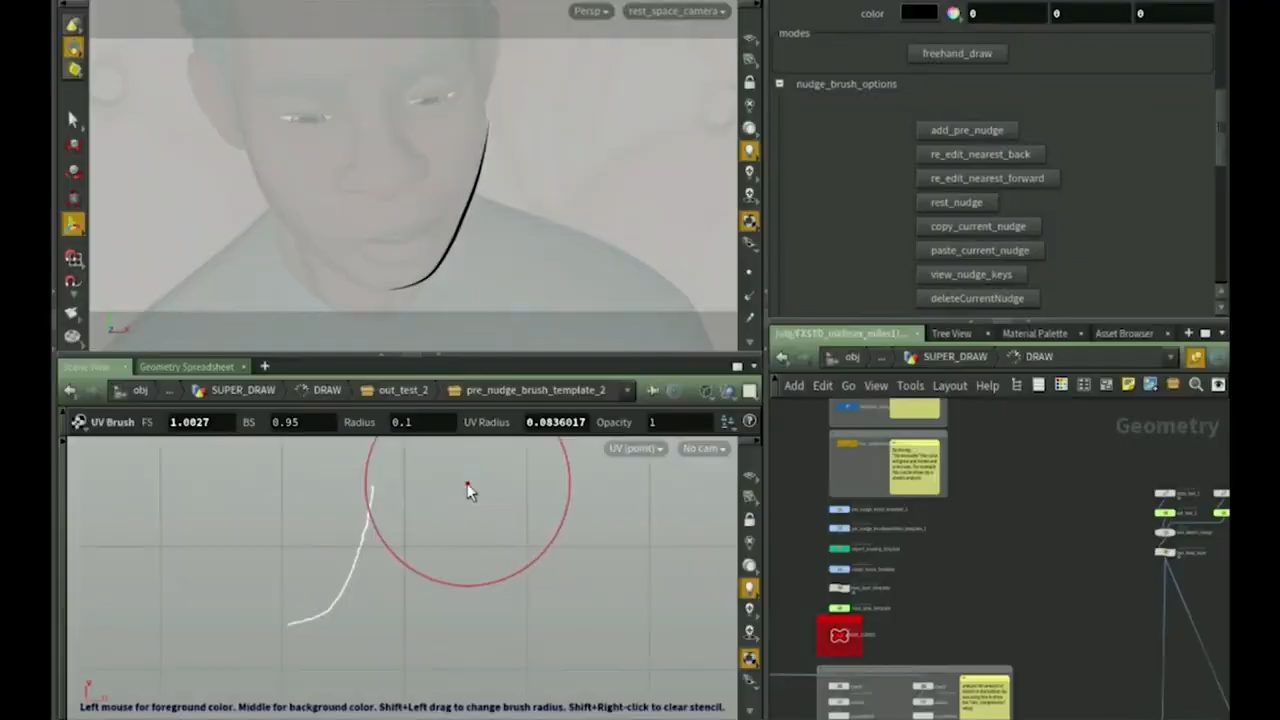 Persp
rest_space_camera
color
0
0
0
modes
freehand_draw
nudge_brush_options
add_pre_nudge
re_edit_nearest_back
re_edit_nearest_forward
rest_nudge
copy_current_nudge
paste_current_nudge
view_nudge_keys
deleteCurrentNudge
Tree View
Material Palette
Asset Browser
obj
...
SUPER_DRAW
DRAW
Add Edit Go View Tools Layout Help
Geometry
Scene View
Geometry Spreadsheet
obj
...
SUPER_DRAW
DRAW
out_test_2
pre_nudge_brush_template_2
UV Brush FS 1.0027 BS 0.95 Radius 0.1 UV Radius 0.0836017 Opacity 1
UV (point)
No cam
Left mouse for foreground color. Middle for background color. Shift+Left drag to change brush radius. Shift+Right-click to clear stencil.